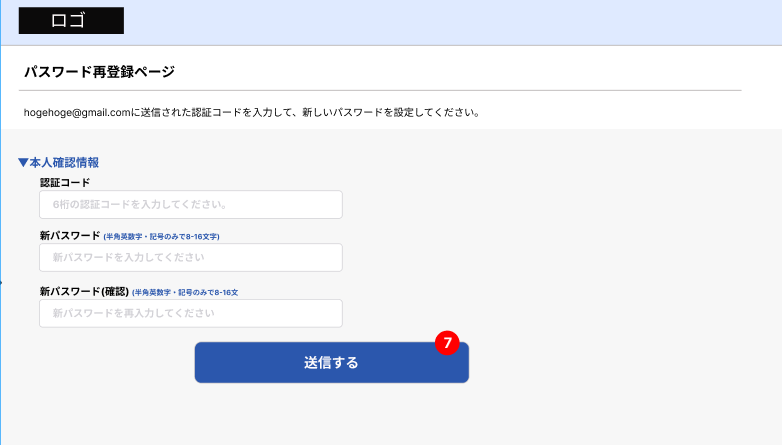 ロゴ
パスワード再登録ページ
hogehoge@gmail.comに送信された認証コードを入力して、新しいパスワードを設定してください。
▼本人確認情報
認証コード
6桁の認証コードを入力してください。
新パスワード (半角英数字・記号のみで8-16文字)
新パスワードを入力してください
新パスワード(確認) (半角英数字・記号のみで8-16文
新パスワードを再入力してください
7
送信する